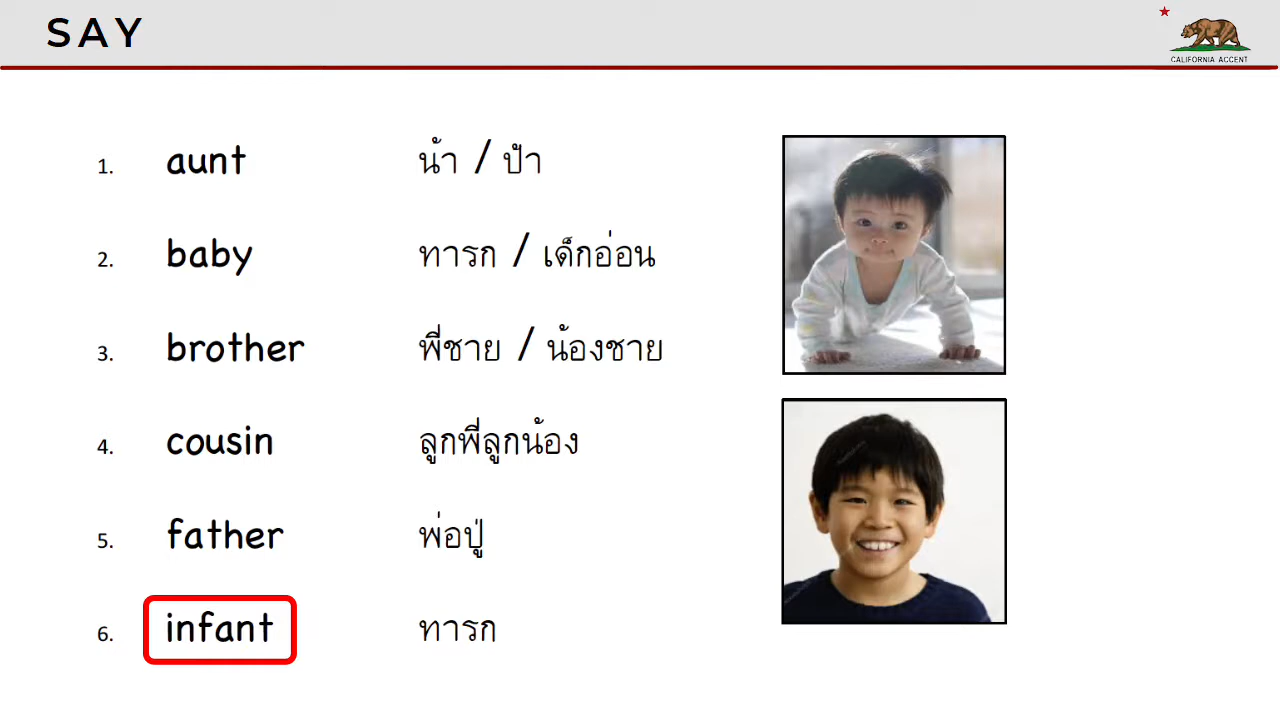 SAY
CALIFORNIA ACCENT
1. aunt น้า / ป้า
2. baby ทารก / เด็กอ่อน
3. brother พี่ชาย / น้องชาย
4. cousin ลูกพี่ลูกน้อง
5. father พ่อปู่
6. infant ทารก